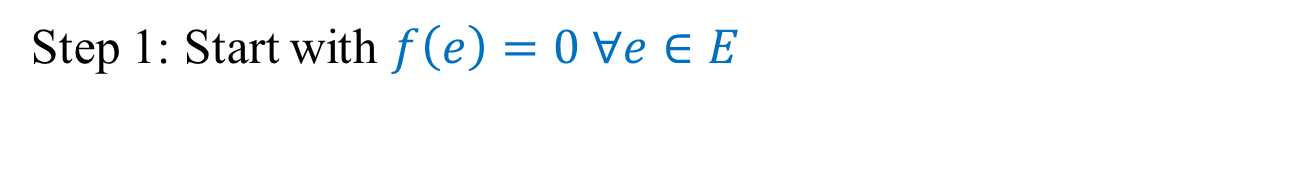 Step 1: Start with f(e) = 0 ∀e ∈ E